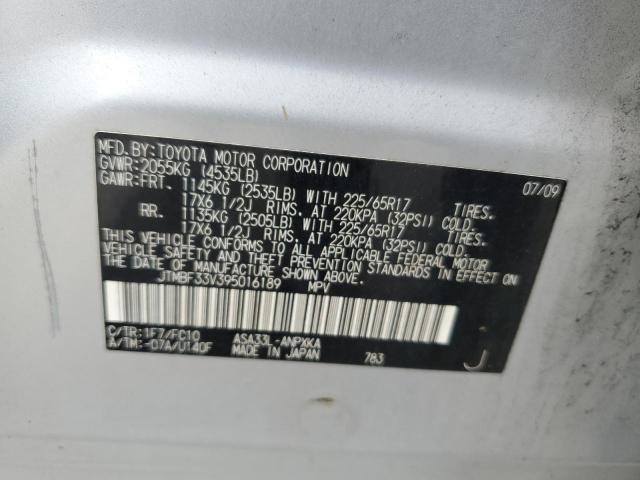 MFD.BY:TOYOTA MOTOR CORPORATION 07/09
GVWR:2055KG (4535LB)
GAWR:FRT. 1145KG (2535LB) WITH 225/65R17 TIRES.
17X6 1/2J RIMS. AT 220KPA (32PSI) COLD.
RR. 1135KG (2505LB) WITH 225/65R17 TIRES.
17X6 1/2J RIMS. AT 220KPA (32PSI) COLD.
THIS VEHICLE CONFORMS TO ALL APPLICABLE FEDERAL MOTOR
VEHICLE SAFETY AND THEFT PREVENTION STANDARDS IN EFFECT ON
THE DATE OF MANUFACTURE SHOWN ABOVE.
JTMBF33V395016189 MPV
C/TR:1F7/FC10 ASA33L-ANPXKA
A/TM:-07A/U140F MADE IN JAPAN 783 J